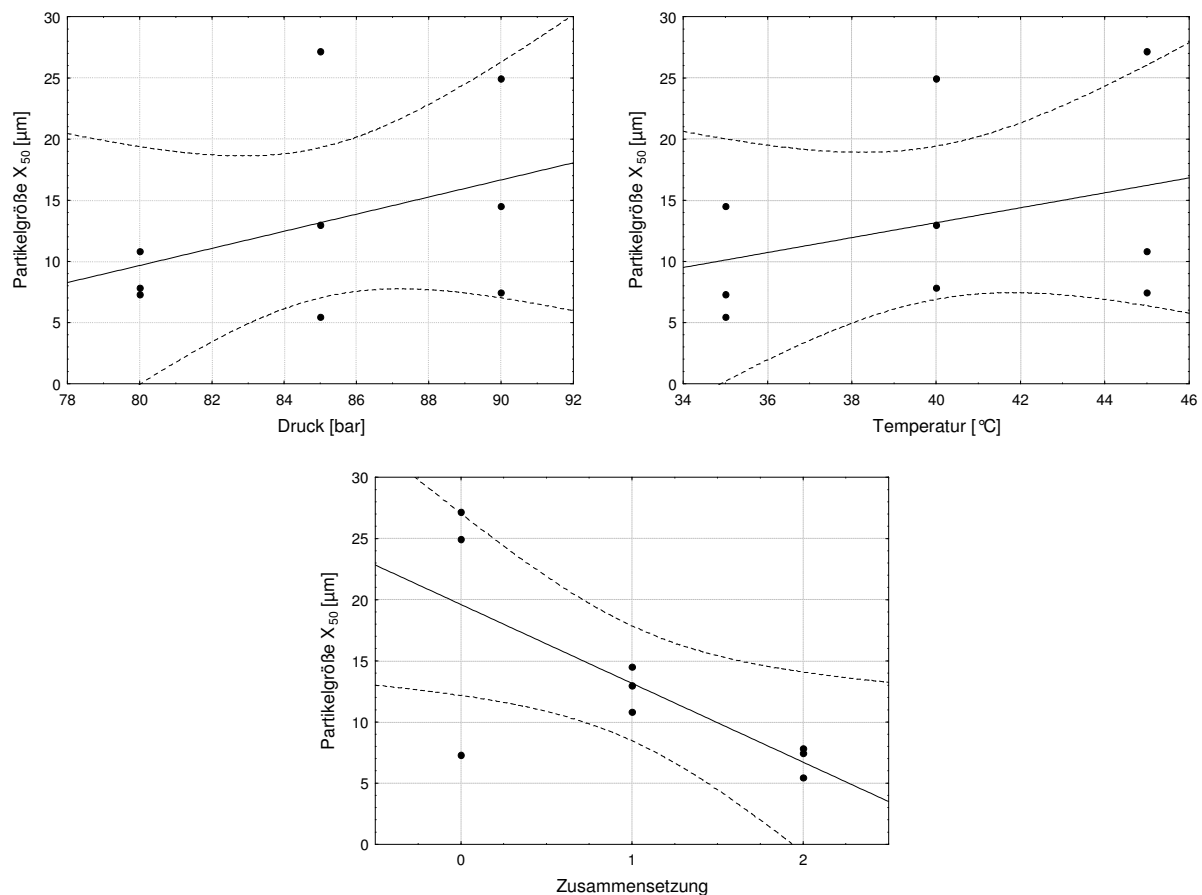 30
25
20
15
10
5
0
Partikelgröße X50 [µm]
78 80 82 84 86 88 90 92
Druck [bar]
30
25
20
15
10
5
0
Partikelgröße X50 [µm]
34 36 38 40 42 44 46
Temperatur [°C]
30
25
20
15
10
5
0
Partikelgröße X50 [µm]
0 1 2
Zusammensetzung